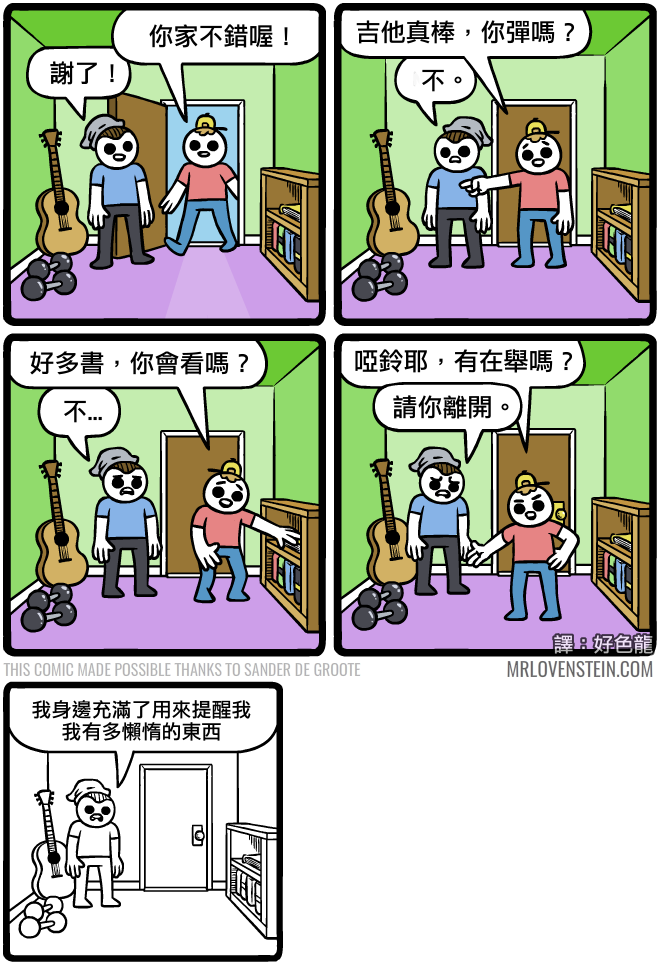 你家不錯喔！
謝了！
吉他真棒，你彈嗎？
不。
好多書，你會看嗎？
不...
啞鈴耶，有在舉嗎？
請你離開。
譯：好色龍
THIS COMIC MADE POSSIBLE THANKS TO SANDER DE GROOTE
MRLOVENSTEIN.COM
我身邊充滿了用來提醒我
我有多懶惰的東西